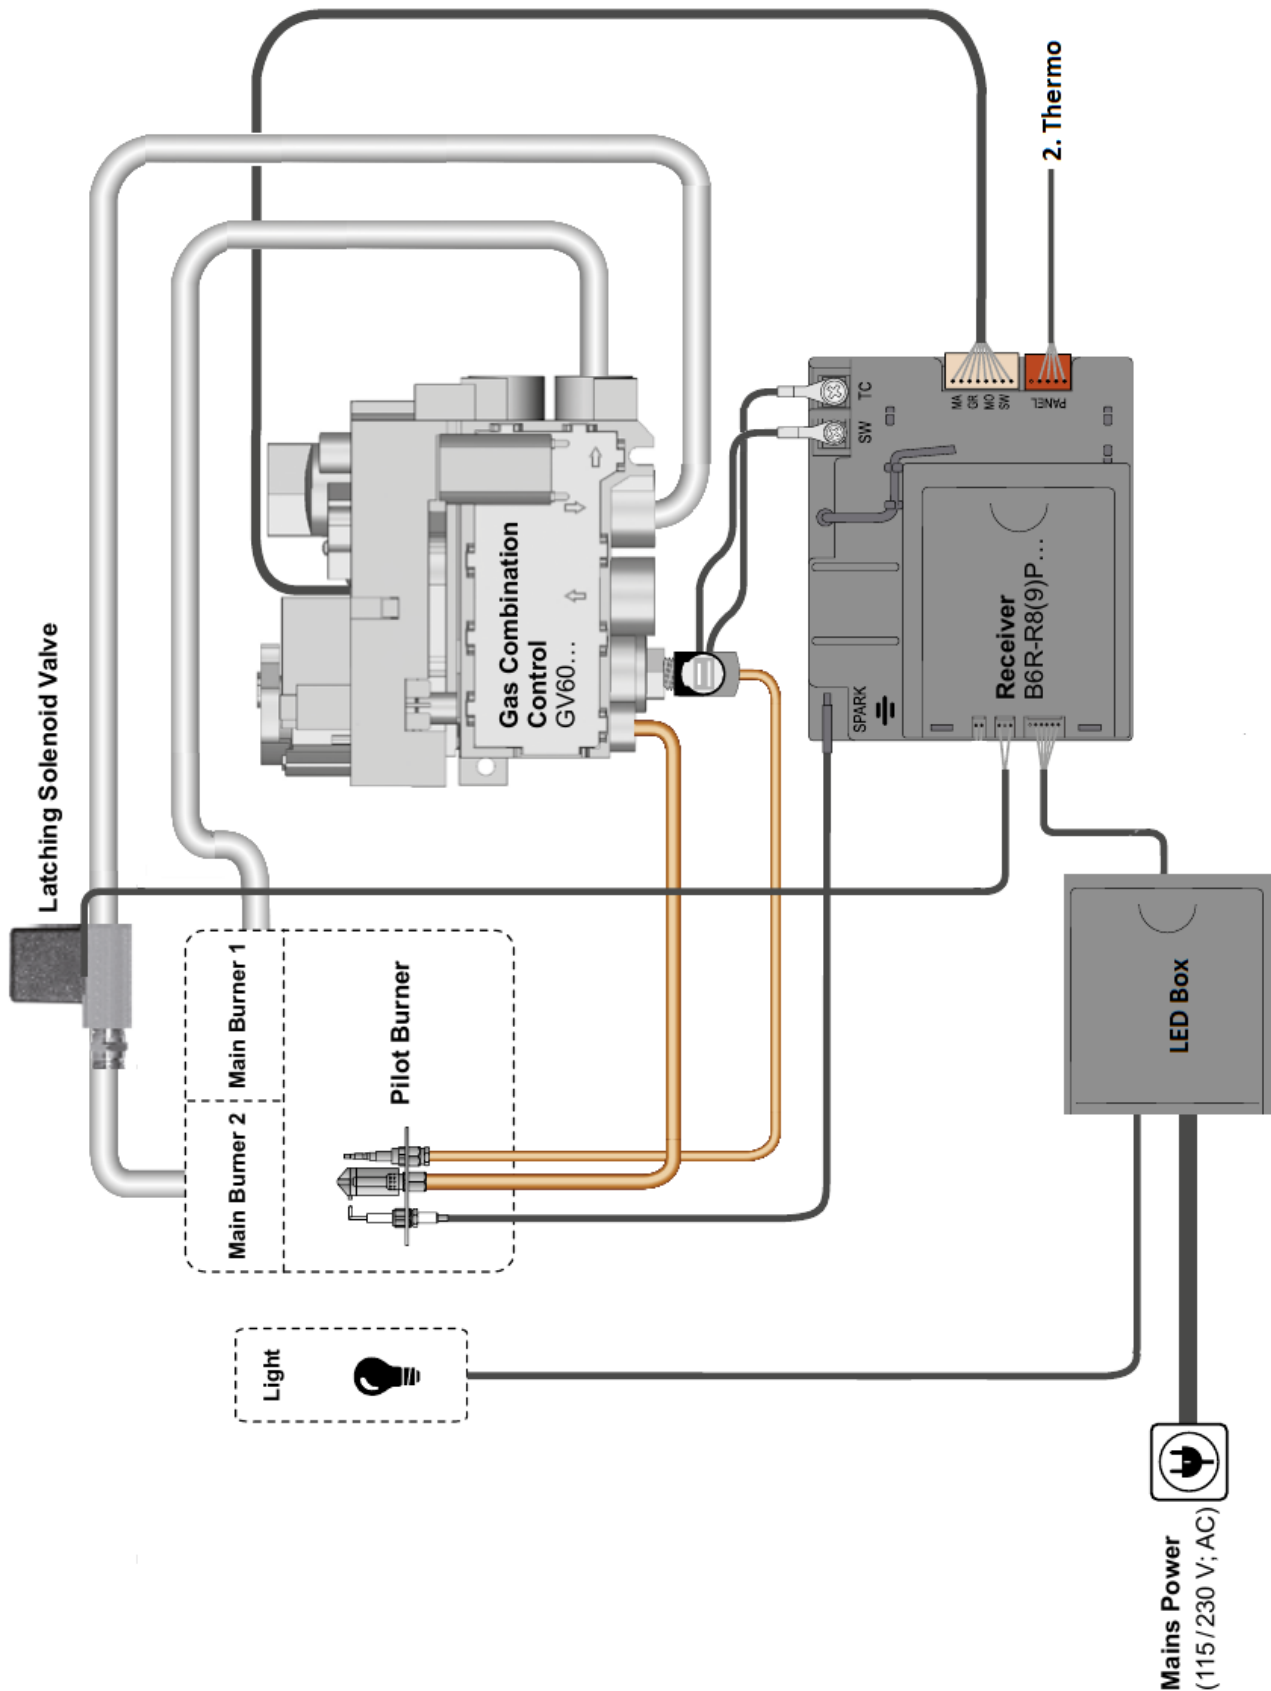 Latching Solenoid Valve
Main Burner 2
Main Burner 1
Pilot Burner
Light
Gas Combination
Control
GV60...
2. Thermo
SPARK
SW
TC
MA
GR
MO
SW
PANEL
Receiver
B6R-R8(9)P...
LED Box
Mains Power
(115/230 V; AC)